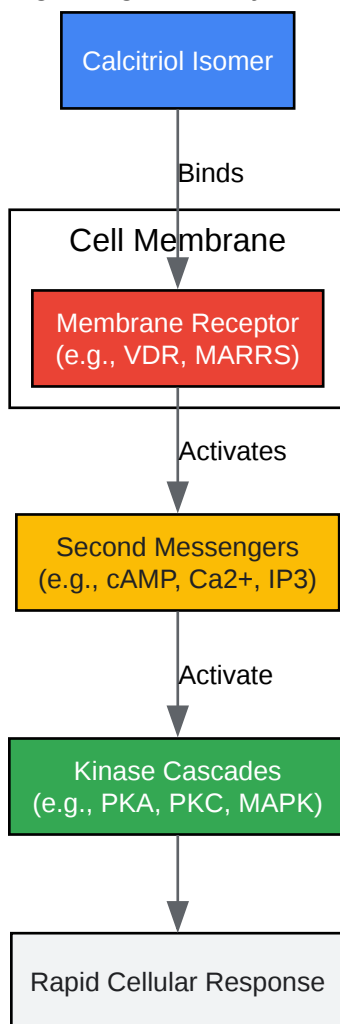 Calcitriol Isomer
Binds
Cell Membrane
Membrane Receptor
(e.g., VDR, MARRS)
Activates
Second Messengers
(e.g., cAMP, Ca2+, IP3)
Activate
Kinase Cascades
(e.g., PKA, PKC, MAPK)
Rapid Cellular Response